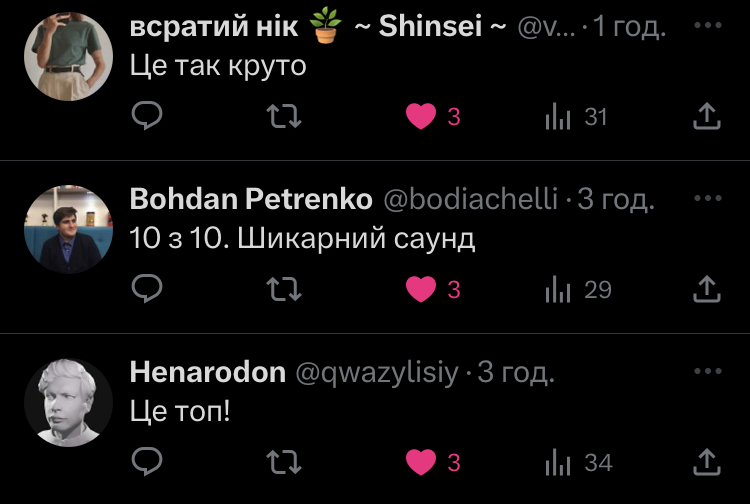 всратий нік 🪴 ~ Shinsei ~ @v... · 1 год.
Це так круто
3 31
Bohdan Petrenko @bodiachelli · 3 год.
10 з 10. Шикарний саунд
3 29
Henarodon @qwazylisiy · 3 год.
Це топ!
3 34